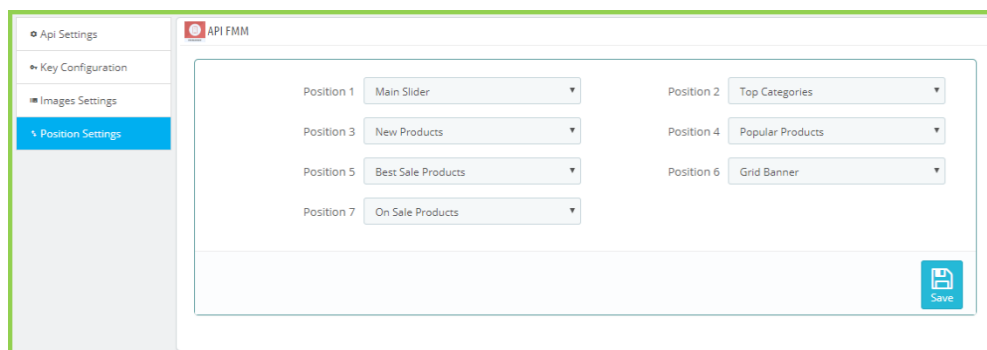 Api Settings
Key Configuration
Images Settings
Position Settings
API FMM
Position 1 Main Slider Position 2 Top Categories
Position 3 New Products Position 4 Popular Products
Position 5 Best Sale Products Position 6 Grid Banner
Position 7 On Sale Products
Save